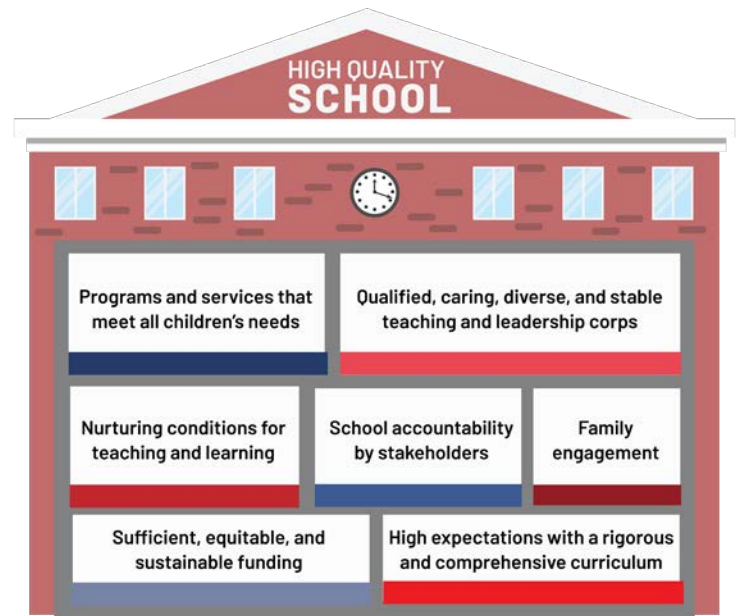 HIGH QUALITY
SCHOOL
Programs and services that
meet all children's needs
Qualified, caring, diverse, and stable
teaching and leadership corps
Nurturing conditions for
teaching and learning
School accountability
by stakeholders
Family
engagement
Sufficient, equitable, and
sustainable funding
High expectations with a rigorous
and comprehensive curriculum